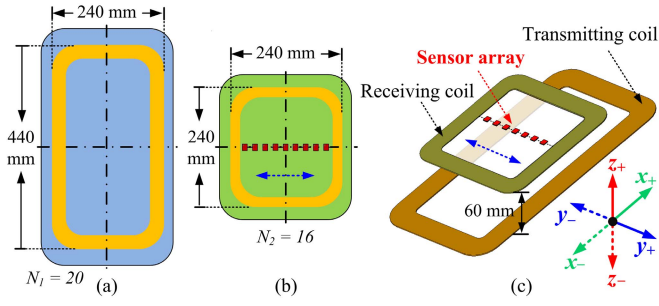 240 mm
440
mm
N₁ = 20
(a)
240 mm
240
mm
N₂ = 16
(b)
Transmitting coil
Sensor array
Receiving coil
60 mm
z+
x+
y−
y+
x−
z−
(c)